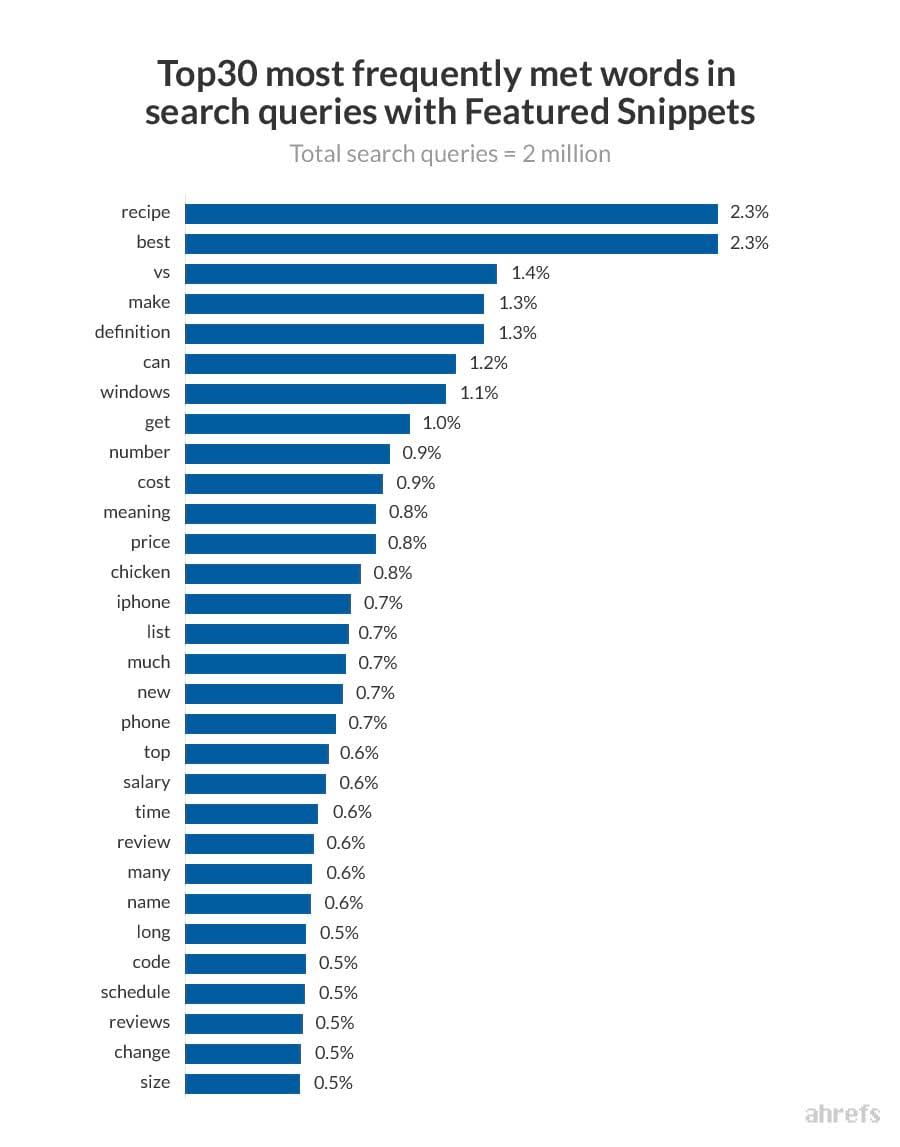 Top30 most frequently met words in
search queries with Featured Snippets
Total search queries = 2 million
recipe 2.3%
best 2.3%
vs 1.4%
make 1.3%
definition 1.3%
can 1.2%
windows 1.1%
get 1.0%
number 0.9%
cost 0.9%
meaning 0.8%
price 0.8%
chicken 0.8%
iphone 0.7%
list 0.7%
much 0.7%
new 0.7%
phone 0.7%
top 0.6%
salary 0.6%
time 0.6%
review 0.6%
many 0.6%
name 0.6%
long 0.5%
code 0.5%
schedule 0.5%
reviews 0.5%
change 0.5%
size 0.5%
ahrefs